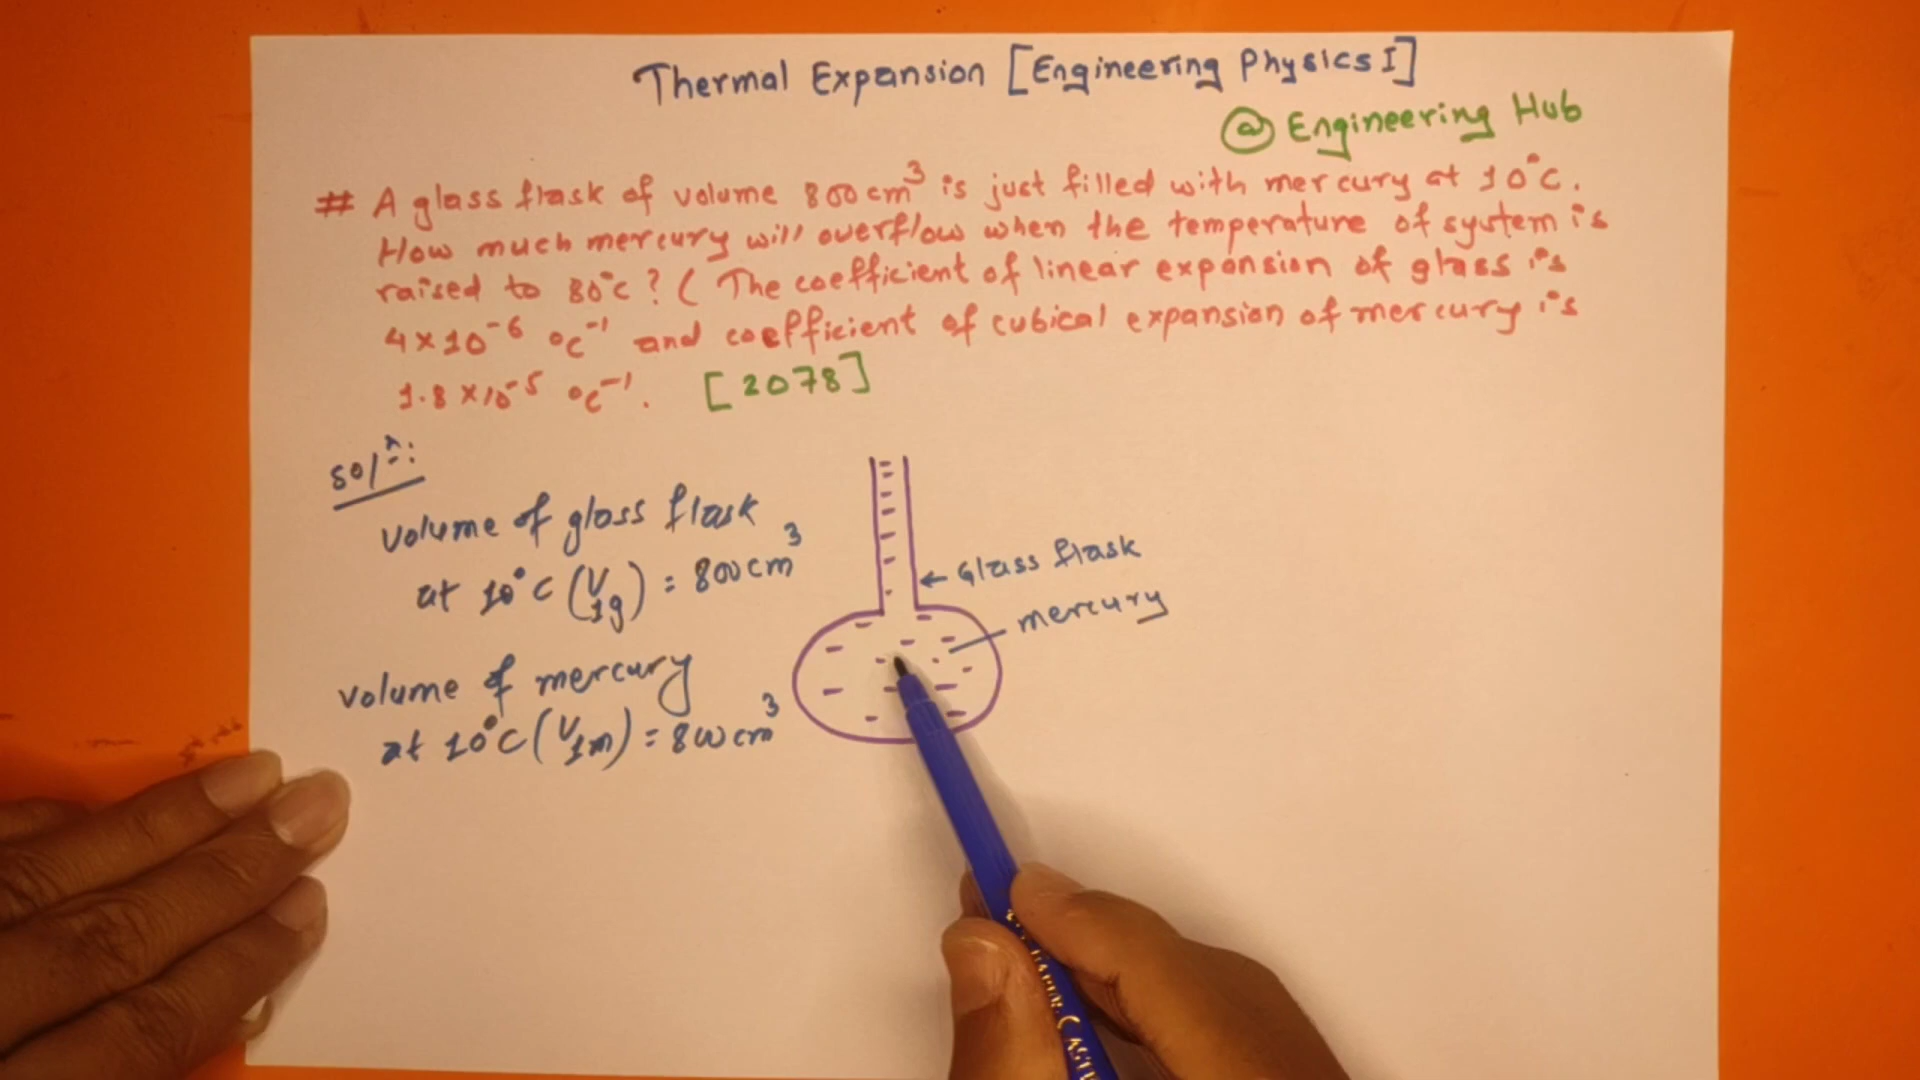 Thermal Expansion [Engineering Physics I]
@ Engineering Hub
# A glass flask of volume 800 cm³ is just filled with mercury at 10°C.
How much mercury will overflow when the temperature of system is
raised to 80°C? ( The coefficient of linear expansion of glass is
4×10⁻⁶ °C⁻¹ and coefficient of cubical expansion of mercury is
1.8×10⁻⁵ °C⁻¹. [2078]
Solⁿ:
volume of glass flask
at 10°C (V1g) = 800 cm³
Glass flask
mercury
volume of mercury
at 10°C (V1m) = 800 cm³